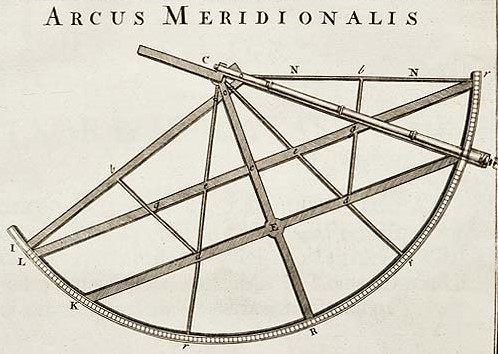 ARCUS MERIDIONALIS
C N b N r
b
g e e e g
I
L d E d
K r
r R